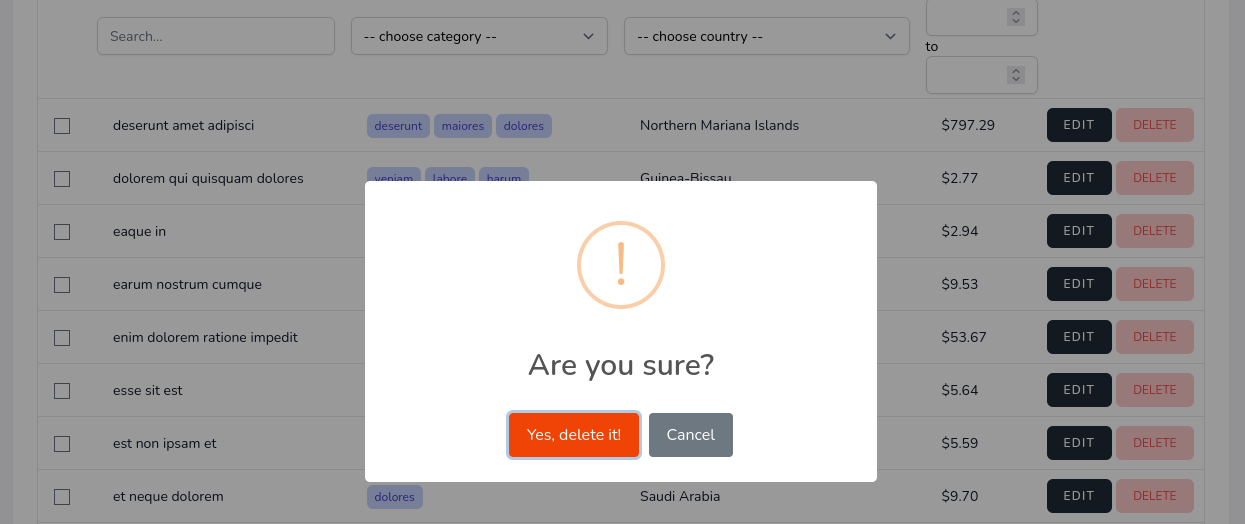 Search...
-- choose category --
-- choose country --
to
deserunt amet adipisci deserunt maiores dolores Northern Mariana Islands $797.29 EDIT DELETE
dolorem qui quisquam dolores veniam labore harum Guinea-Bissau $2.77 EDIT DELETE
eaque in $2.94 EDIT DELETE
earum nostrum cumque $9.53 EDIT DELETE
enim dolorem ratione impedit $53.67 EDIT DELETE
esse sit est $5.64 EDIT DELETE
est non ipsam et $5.59 EDIT DELETE
et neque dolorem dolores Saudi Arabia $9.70 EDIT DELETE
!
Are you sure?
Yes, delete it! Cancel